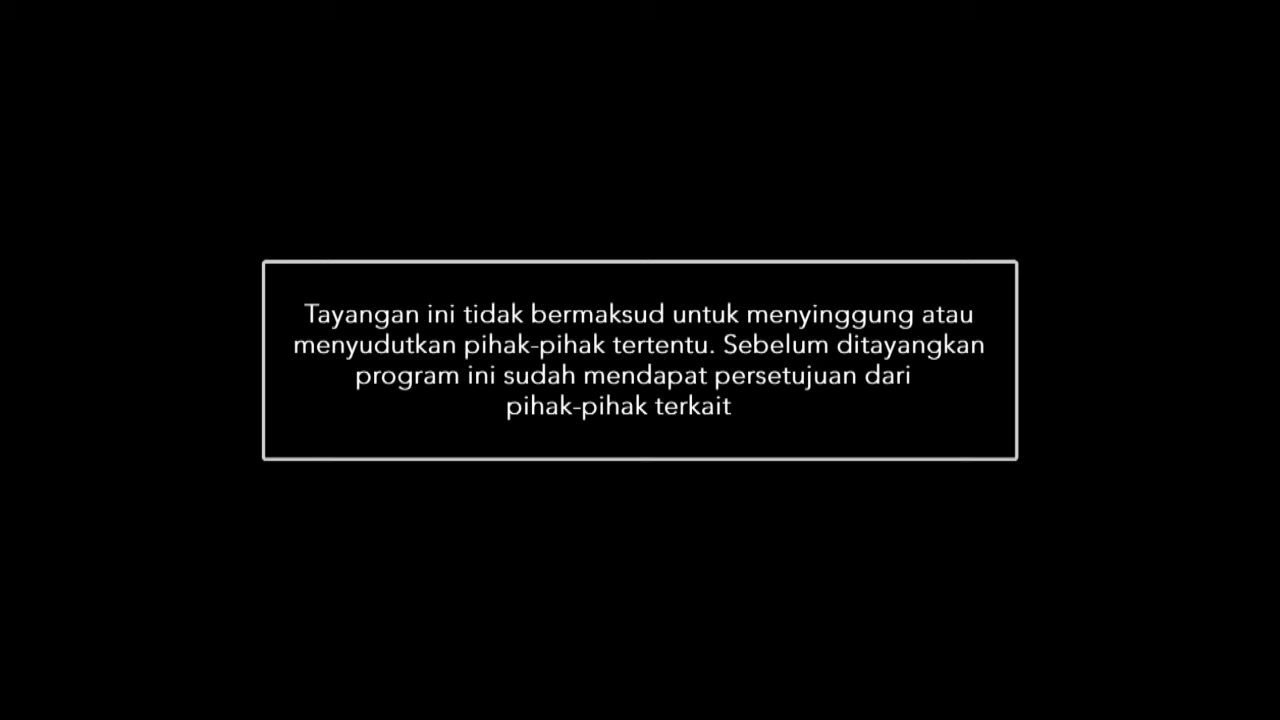 Tayangan ini tidak bermaksud untuk menyinggung atau
menyudutkan pihak-pihak tertentu. Sebelum ditayangkan
program ini sudah mendapat persetujuan dari
pihak-pihak terkait